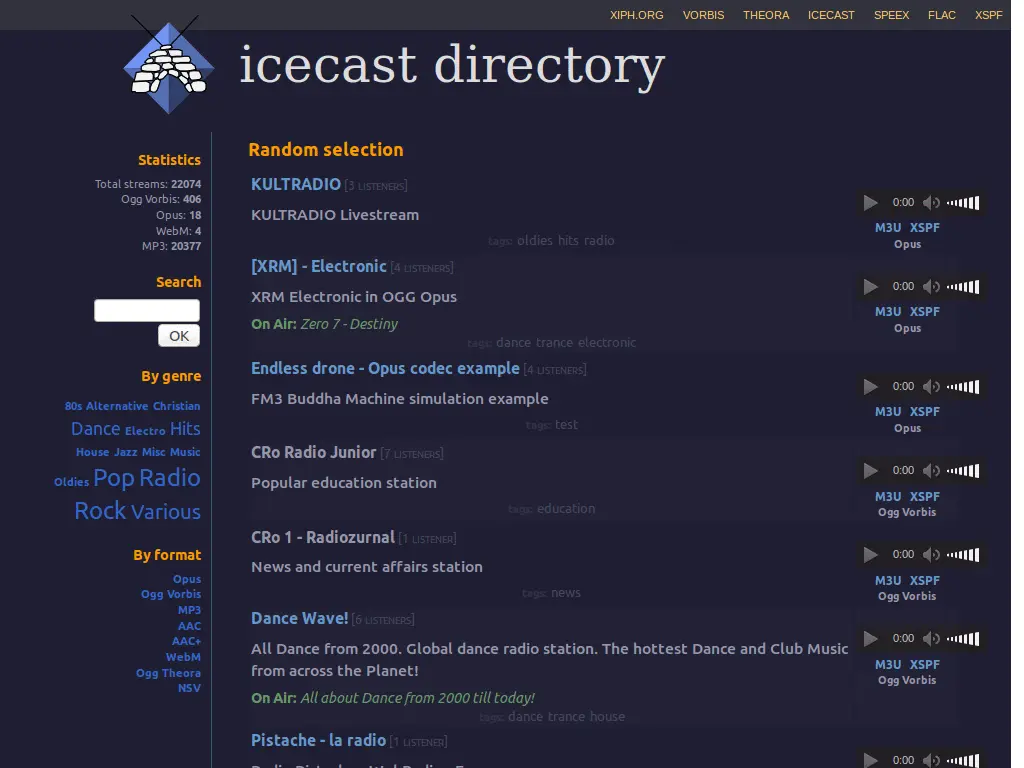 XIPH.ORG VORBIS THEORA ICECAST SPEEX FLAC XSPF
icecast directory
Statistics
Total streams: 22074
Ogg Vorbis: 406
Opus: 18
WebM: 4
MP3: 20377
Search
OK
By genre
80s Alternative Christian
Dance Electro Hits
House Jazz Misc Music
Oldies Pop Radio
Rock Various
By format
Opus
Ogg Vorbis
MP3
AAC
AAC+
WebM
Ogg Theora
NSV
Random selection
KULTRADIO [3 LISTENERS]
KULTRADIO Livestream
tags: oldies hits radio
0:00
M3U XSPF
Opus
[XRM] - Electronic [4 LISTENERS]
XRM Electronic in OGG Opus
On Air: Zero 7 - Destiny
tags: dance trance electronic
0:00
M3U XSPF
Opus
Endless drone - Opus codec example [4 LISTENERS]
FM3 Buddha Machine simulation example
tags: test
0:00
M3U XSPF
Opus
CRo Radio Junior [7 LISTENERS]
Popular education station
tags: education
0:00
M3U XSPF
Ogg Vorbis
CRo 1 - Radiozurnal [1 LISTENER]
News and current affairs station
tags: news
0:00
M3U XSPF
Ogg Vorbis
Dance Wave! [6 LISTENERS]
All Dance from 2000. Global dance radio station. The hottest Dance and Club Music
from across the Planet!
On Air: All about Dance from 2000 till today!
tags: dance trance house
0:00
M3U XSPF
Ogg Vorbis
Pistache - la radio [1 LISTENER]
0:00